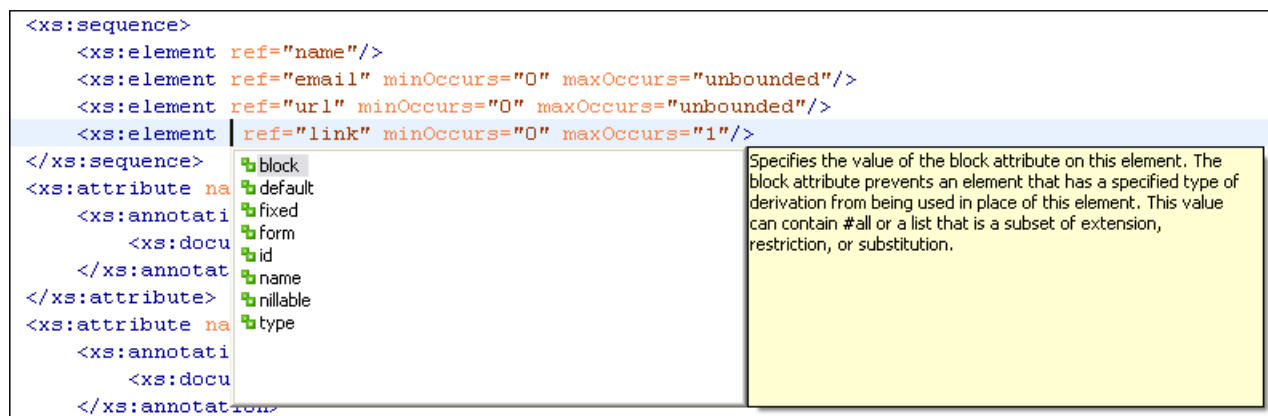 <xs:sequence>
<xs:element ref="name"/>
<xs:element ref="email" minOccurs="0" maxOccurs="unbounded"/>
<xs:element ref="url" minOccurs="0" maxOccurs="unbounded"/>
<xs:element ref="link" minOccurs="0" maxOccurs="1"/>
</xs:sequence>
<xs:attribute na
<xs:annotati
<xs:docu
</xs:annotat
</xs:attribute>
<xs:attribute na
<xs:annotati
<xs:docu
</xs:annotation>
block
default
fixed
form
id
name
nillable
type
Specifies the value of the block attribute on this element. The
block attribute prevents an element that has a specified type of
derivation from being used in place of this element. This value
can contain #all or a list that is a subset of extension,
restriction, or substitution.